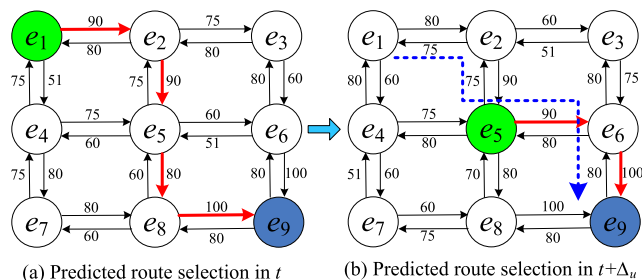 90 75 80 60
e1 e2 e3 e1 e2 e3
80 80 75 51
75 51 75 90 80 60 80 60 75 90 80 75
75 60 75 90
e4 e5 e6 e4 e5 e6
60 51 80 80
75 80 60 80 80 100 51 60 70 80 80 100
80 100 60 100
e7 e8 e9 e7 e8 e9
60 80 75 80
(a) Predicted route selection in t
(b) Predicted route selection in t+Δu